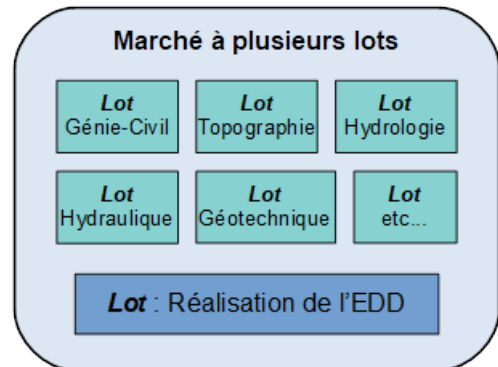 Marché à plusieurs lots
Lot
Génie-Civil
Lot
Topographie
Lot
Hydrologie
Lot
Hydraulique
Lot
Géotechnique
Lot
etc...
Lot : Réalisation de l'EDD